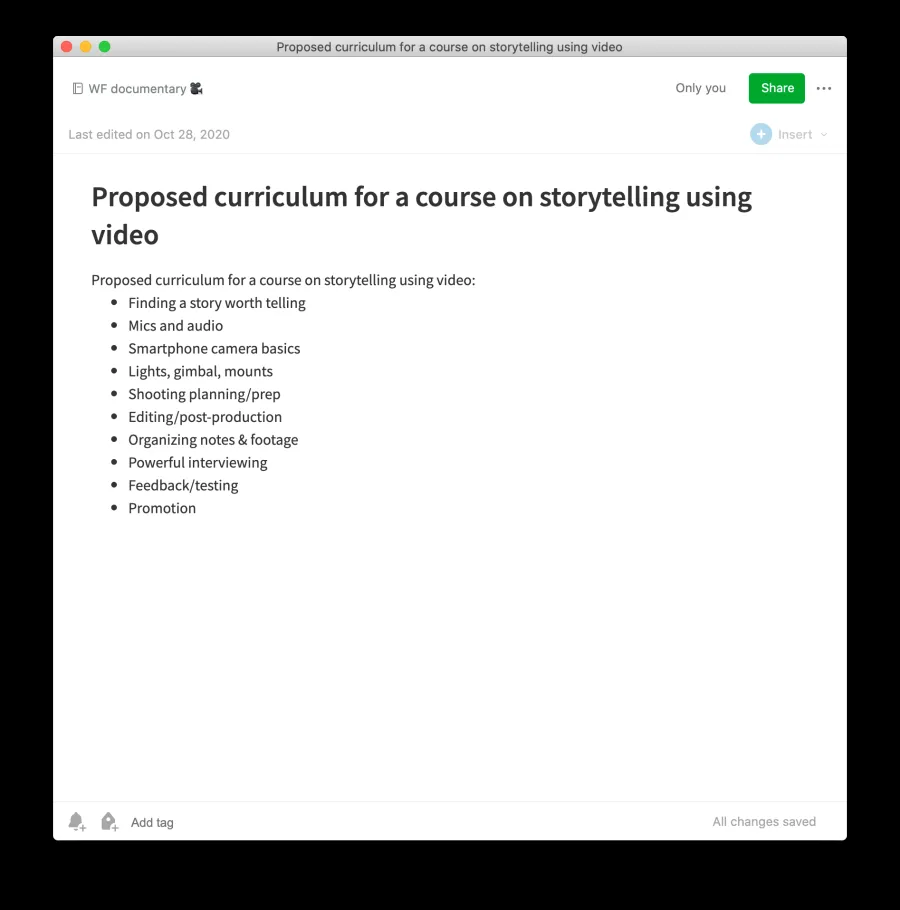 Proposed curriculum for a course on storytelling using video
WF documentary 🎥
Only you
Share
Last edited on Oct 28, 2020
Insert
Proposed curriculum for a course on storytelling using
video
Proposed curriculum for a course on storytelling using video:
• Finding a story worth telling
• Mics and audio
• Smartphone camera basics
• Lights, gimbal, mounts
• Shooting planning/prep
• Editing/post-production
• Organizing notes & footage
• Powerful interviewing
• Feedback/testing
• Promotion
Add tag
All changes saved